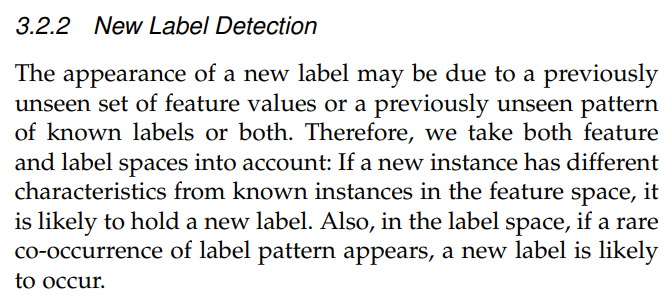 3.2.2 New Label Detection
The appearance of a new label may be due to a previously
unseen set of feature values or a previously unseen pattern
of known labels or both. Therefore, we take both feature
and label spaces into account: If a new instance has different
characteristics from known instances in the feature space, it
is likely to hold a new label. Also, in the label space, if a rare
co-occurrence of label pattern appears, a new label is likely
to occur.